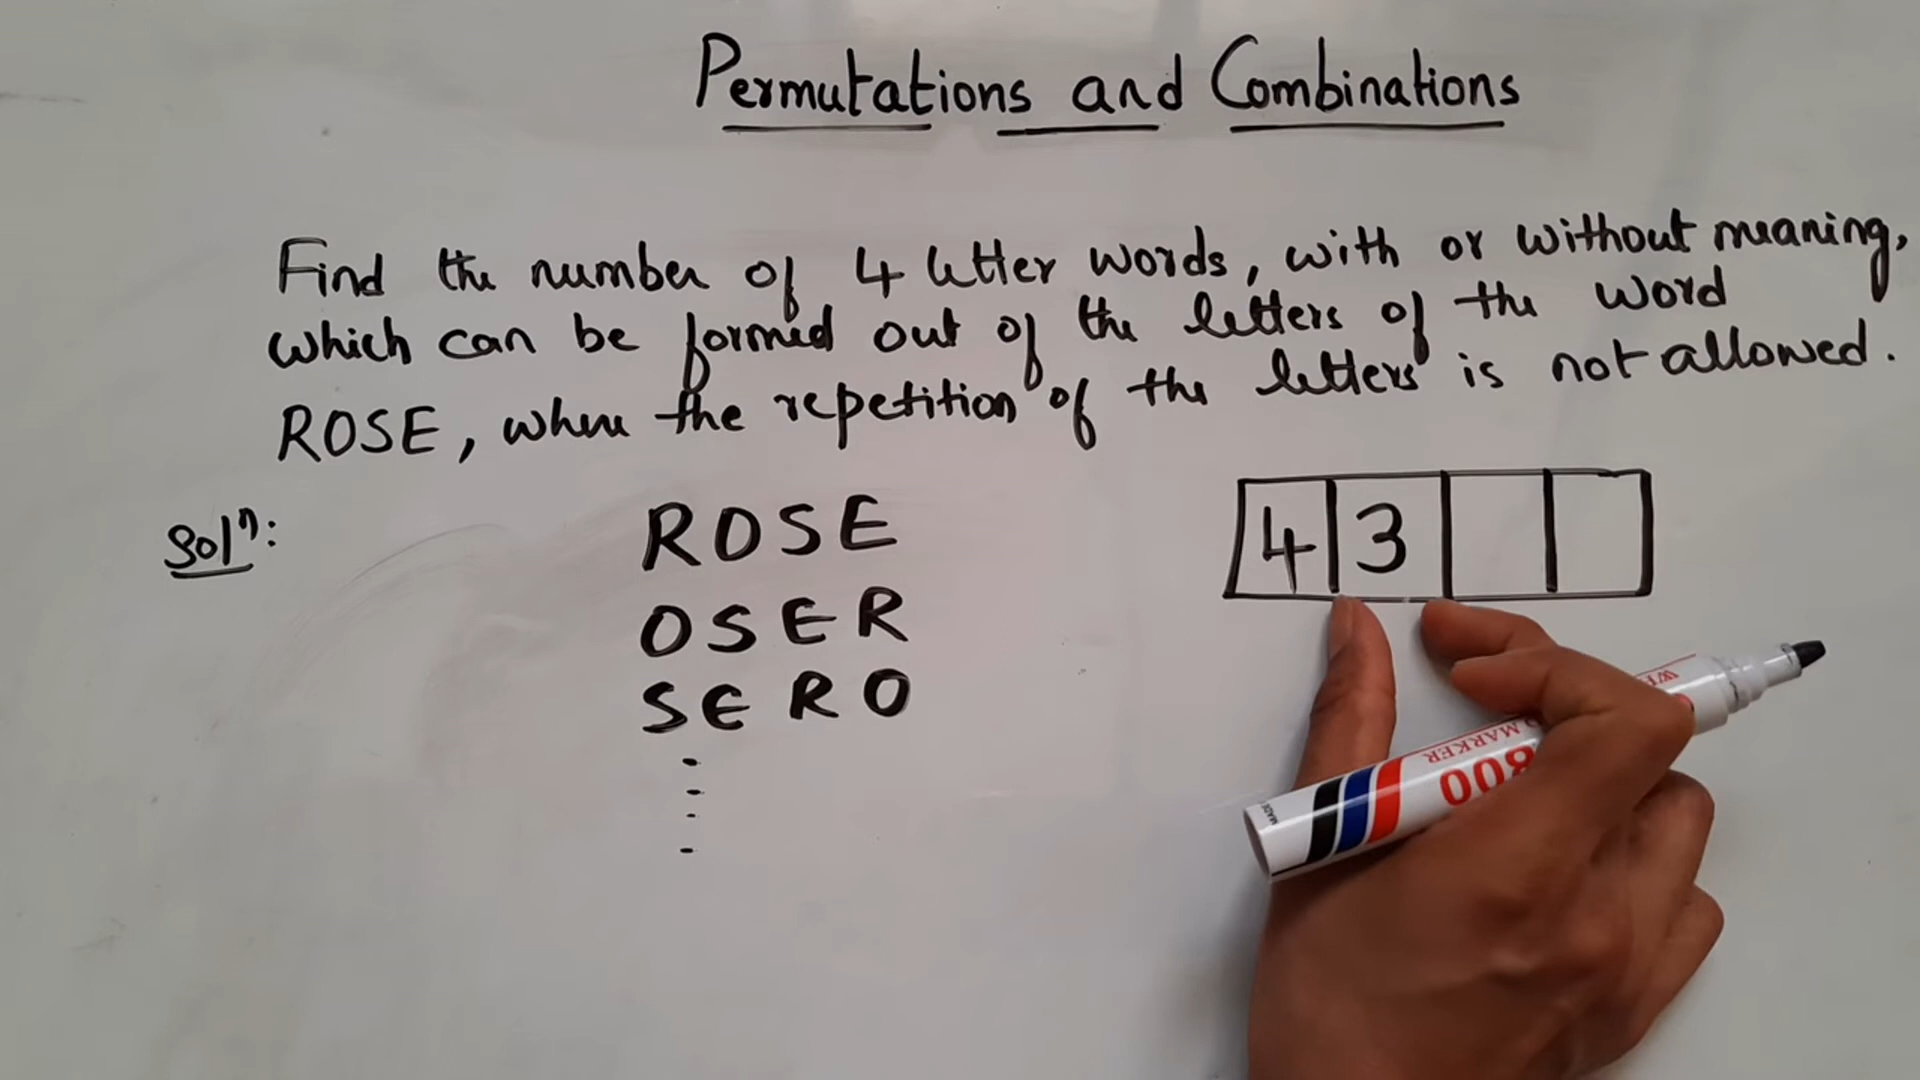 Permutations and Combinations
Find the number of 4 letter words, with or without meaning,
which can be formed out of the letters of the word
ROSE, where the repetition of the letters is not allowed.
Solⁿ:
ROSE
4 3
OSER
SERO
MARKER
800
MADE